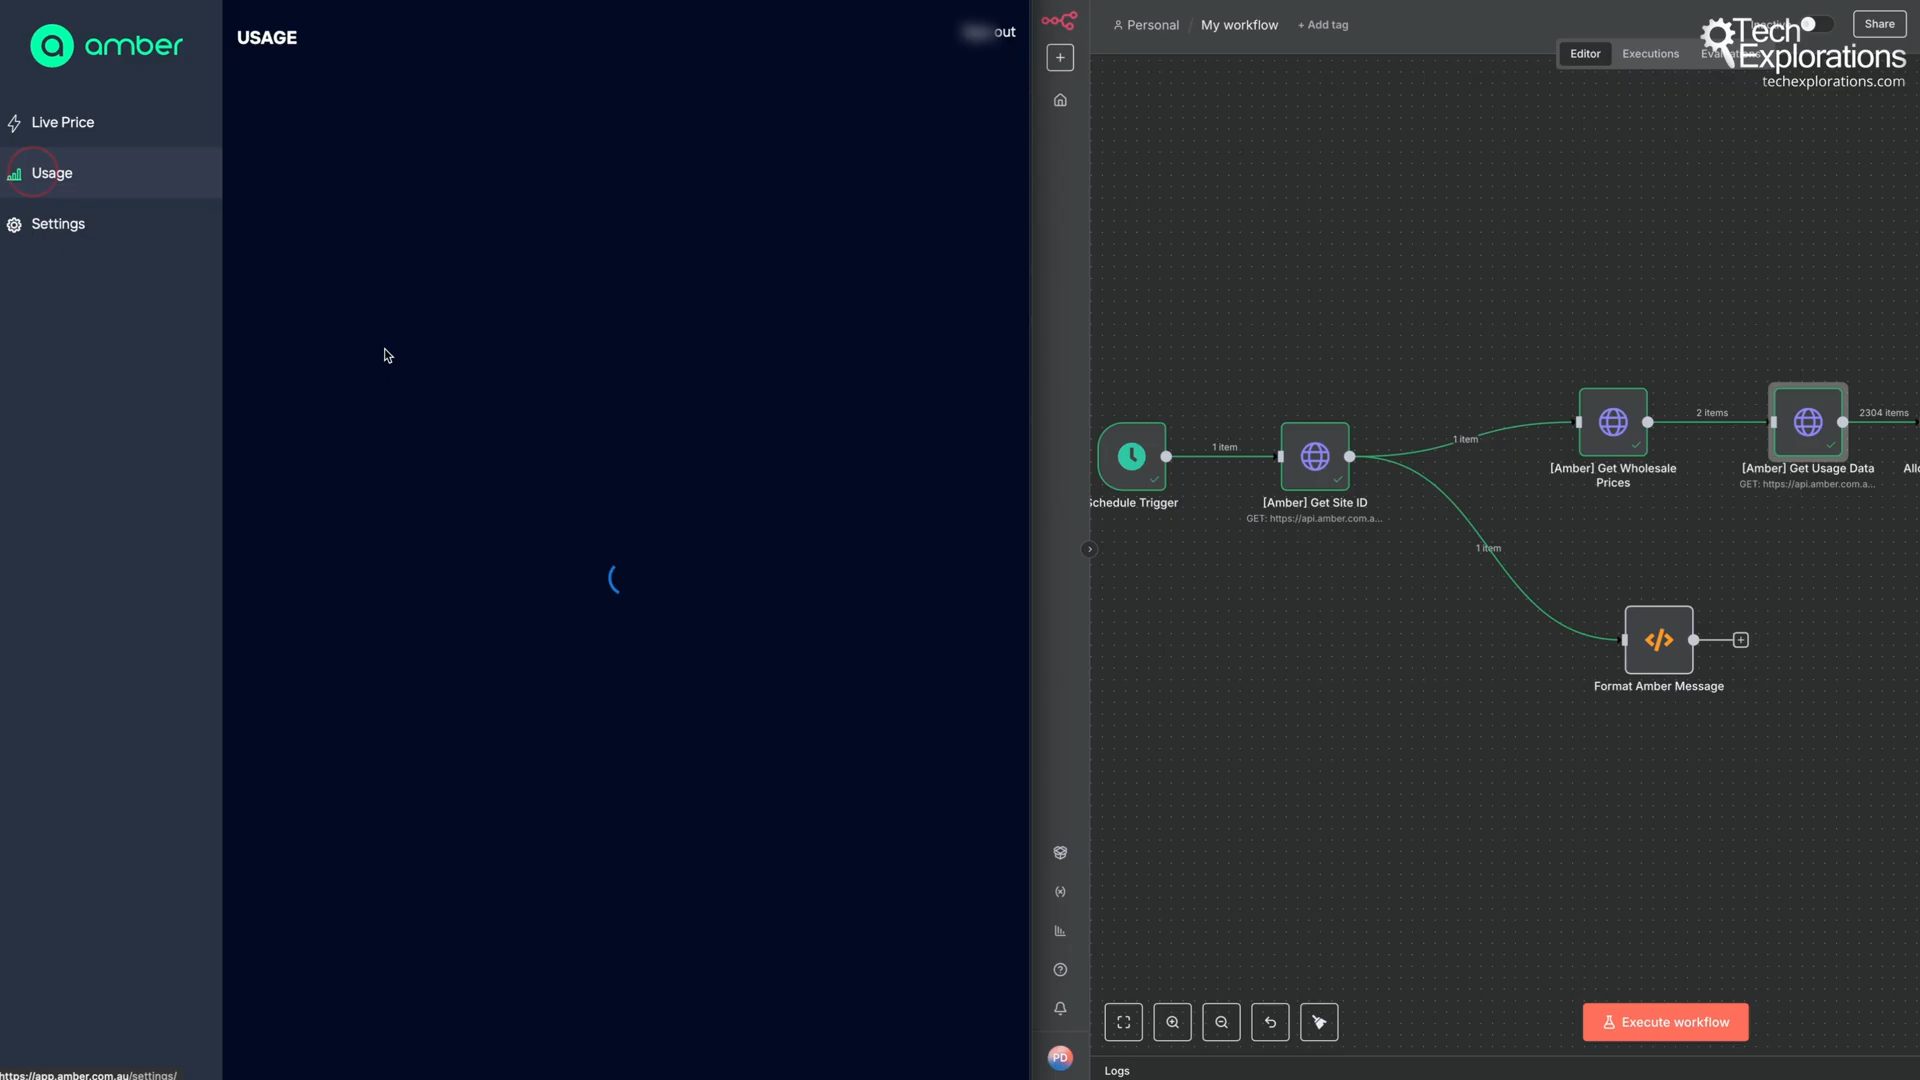 amber
USAGE
out
Live Price
Usage
Settings
https://app.amber.com.au/settings/
Personal / My workflow + Add tag
Share
Editor Executions
Tech
Explorations
techexplorations.com
1 item
1 item
2 items
2304 items
1 item
Schedule Trigger
[Amber] Get Site ID
GET: https://api.amber.com.a...
[Amber] Get Wholesale
Prices
[Amber] Get Usage Data
GET: https://api.amber.com.a...
Format Amber Message
Execute workflow
PD
Logs